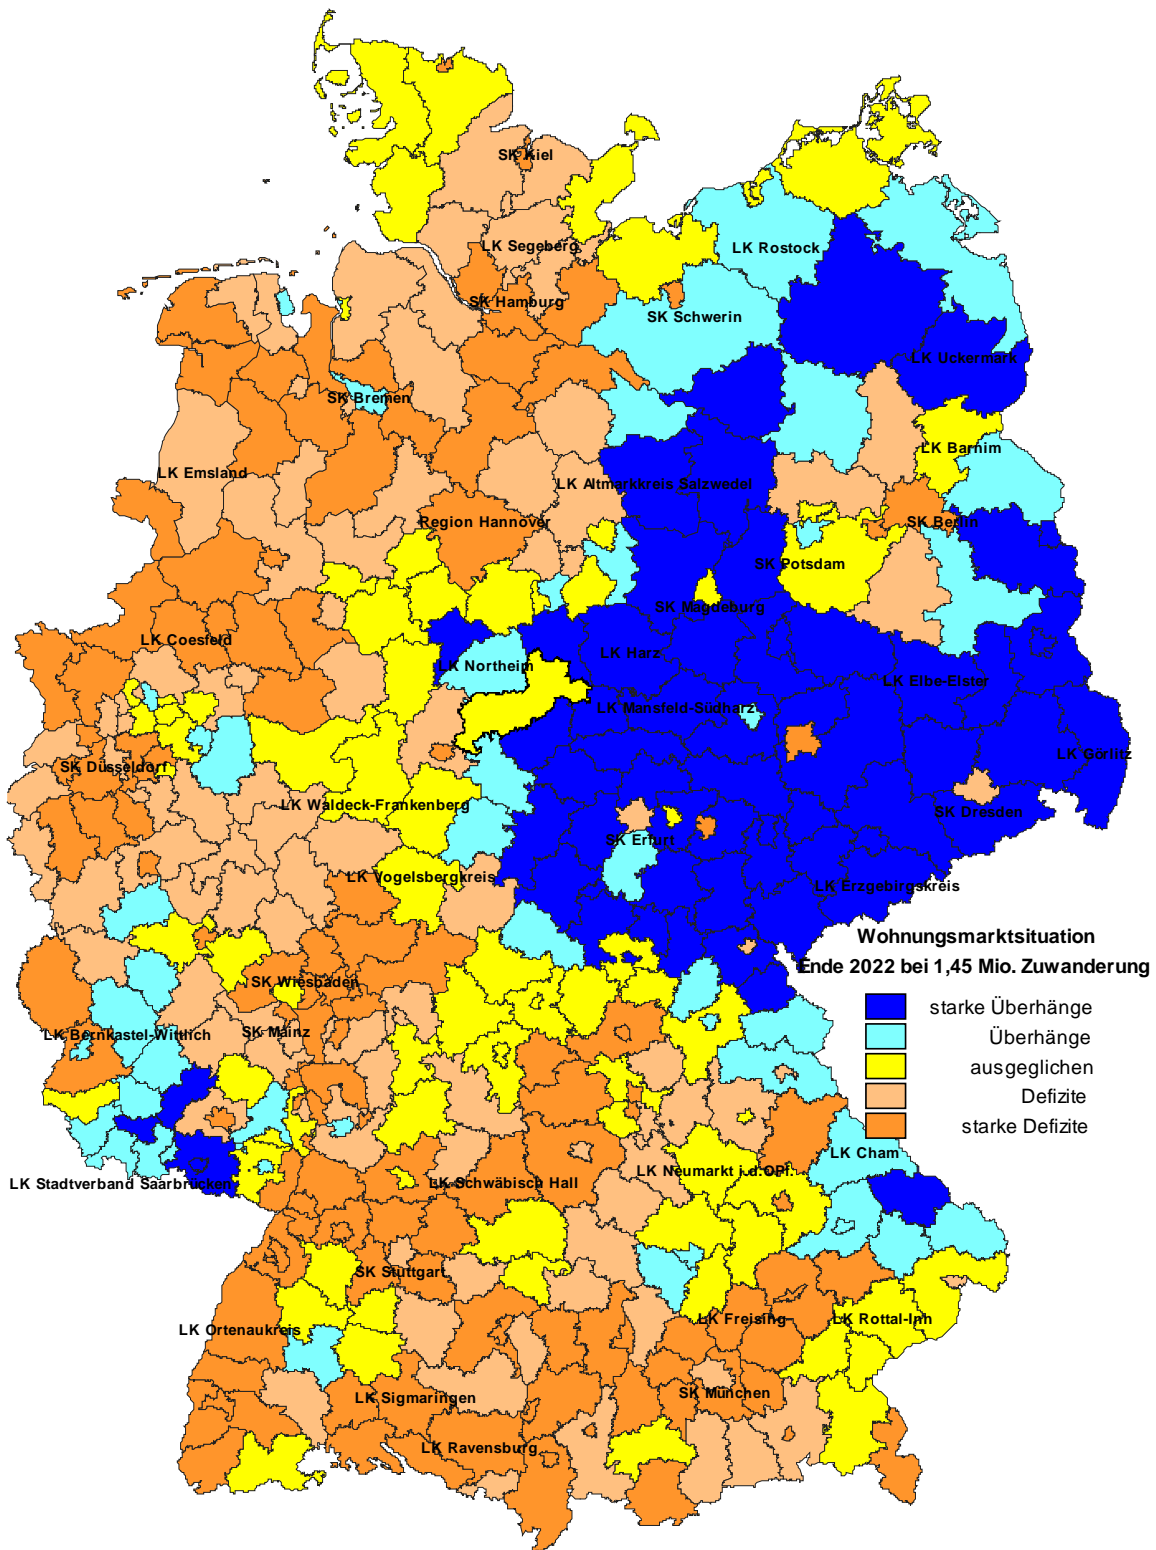 SK Kiel
LK Segeberg
LK Rostock
SK Hamburg
SK Schwerin
LK Uckermark
SK Bremen
LK Barnim
LK Emsland
LK Altmarkkreis Salzwedel
Region Hannover
SK Berlin
SK Potsdam
SK Magdeburg
LK Coesfeld
LK Harz
LK Northeim
LK Elbe-Elster
LK Mansfeld-Südharz
LK Görlitz
SK Düsseldorf
LK Waldeck-Frankenberg
SK Dresden
SK Erfurt
LK Vogelsbergkreis
LK Erzgebirgskreis
Wohnungsmarktsituation
Ende 2022 bei 1,45 Mio. Zuwanderung
starke Überhänge
Überhänge
ausgeglichen
Defizite
starke Defizite
SK Wiesbaden
LK Bernkastel-Wittlich
SK Mainz
LK Cham
LK Neumarkt i.d.OPf.
LK Stadtverband Saarbrücken
LK Schwäbisch Hall
SK Stuttgart
LK Freising
LK Rottal-Inn
LK Ortenaukreis
SK München
LK Sigmaringen
LK Ravensburg